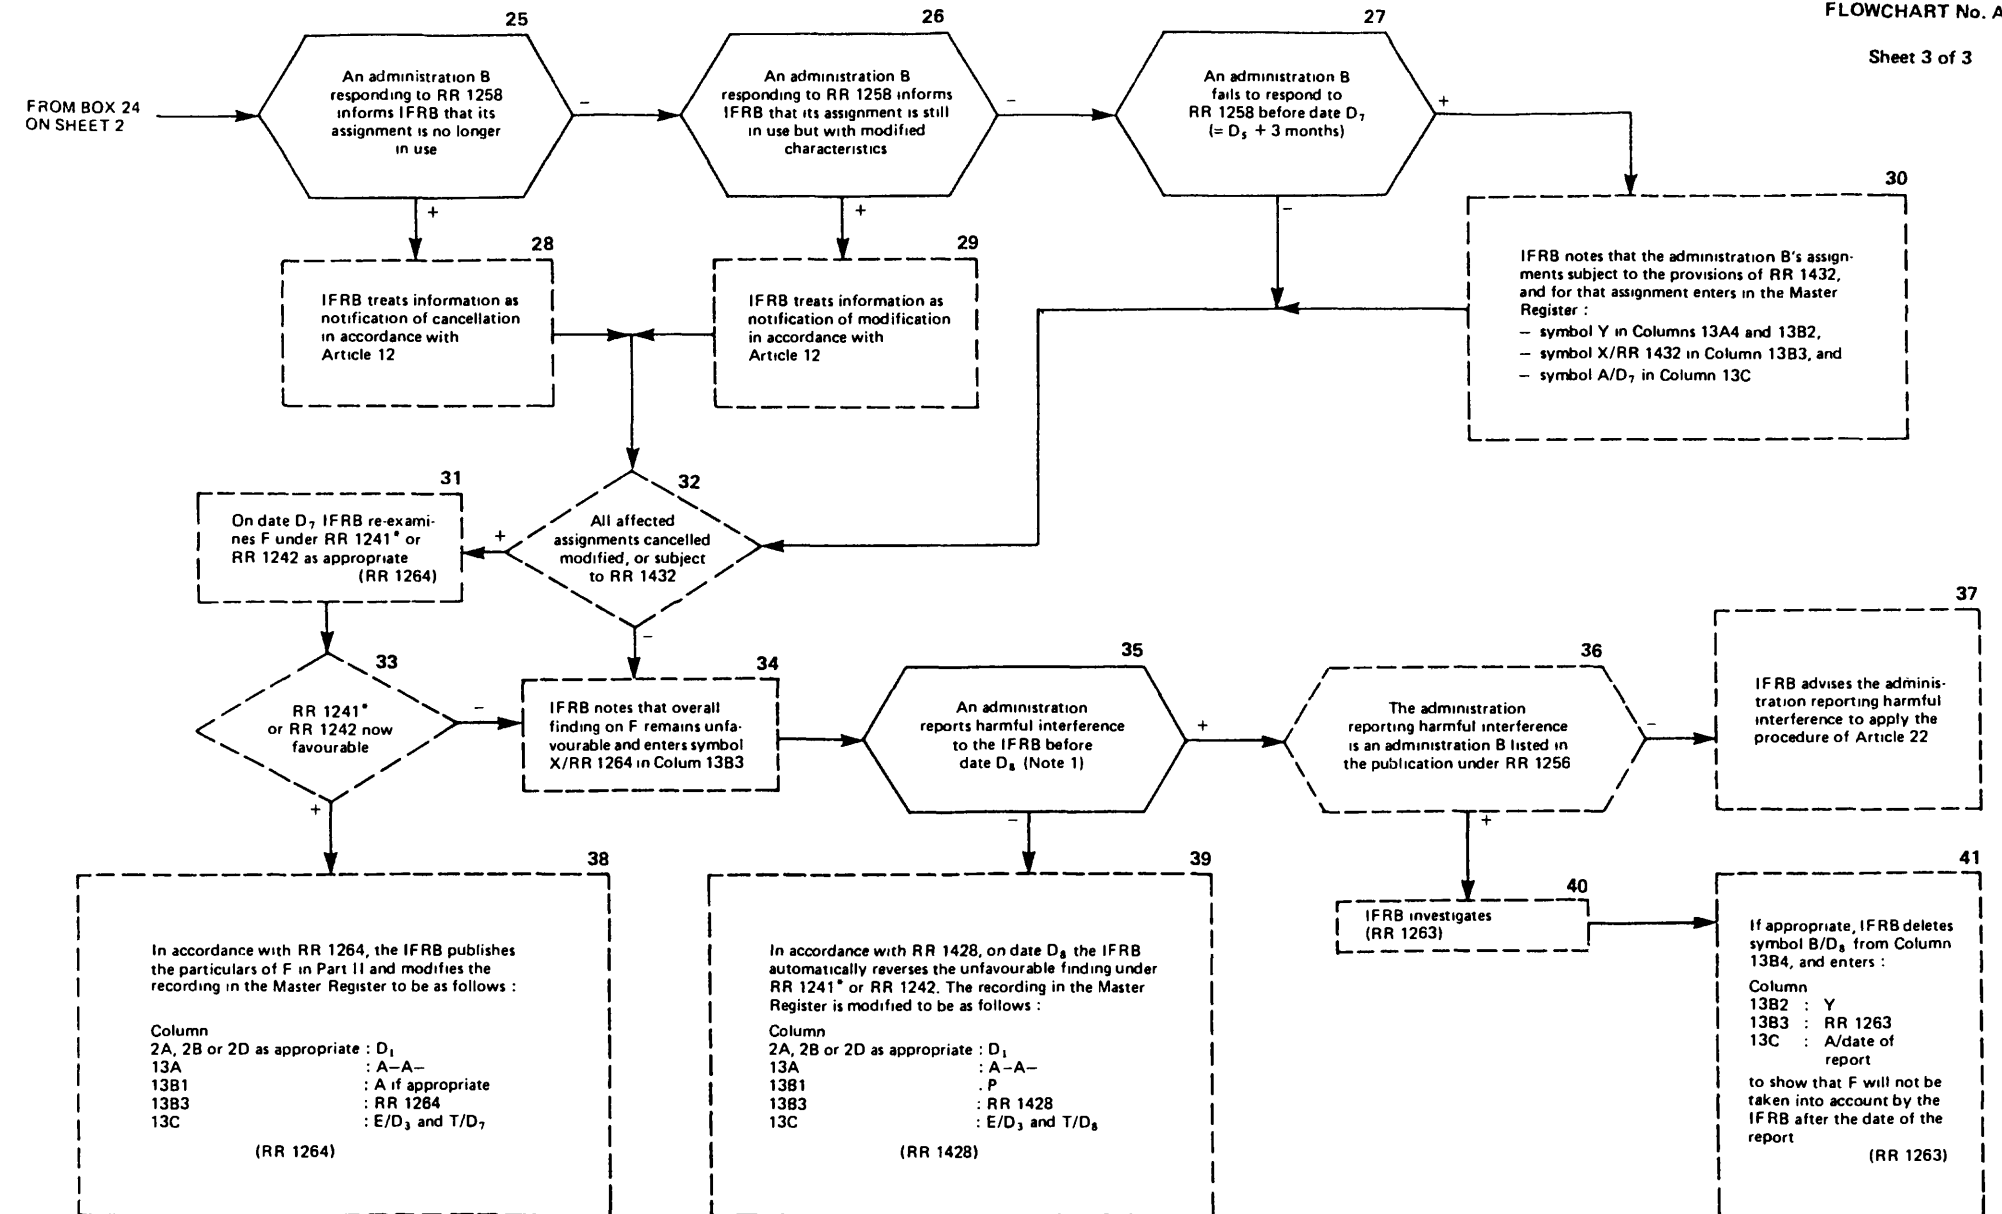 FLOWCHART No. A
Sheet 3 of 3
FROM BOX 24
ON SHEET 2
25
An administration B
responding to RR 1258
informs IFRB that its
assignment is no longer
in use
–
+
26
An administration B
responding to RR 1258 informs
IFRB that its assignment is still
in use but with modified
characteristics
–
+
27
An administration B
fails to respond to
RR 1258 before date D₇
(= D₅ + 3 months)
+
–
28
IFRB treats information as
notification of cancellation
in accordance with
Article 12
29
IFRB treats information as
notification of modification
in accordance with
Article 12
30
IFRB notes that the administration B's assign-
ments subject to the provisions of RR 1432,
and for that assignment enters in the Master
Register :
– symbol Y in Columns 13A4 and 13B2,
– symbol X/RR 1432 in Column 13B3, and
– symbol A/D₇ in Column 13C
31
On date D₇ IFRB re-exami-
nes F under RR 1241* or
RR 1242 as appropriate
(RR 1264)
32
All affected
assignments cancelled
modified, or subject
to RR 1432
+
–
33
RR 1241*
or RR 1242 now
favourable
–
+
34
IFRB notes that overall
finding on F remains unfa-
vourable and enters symbol
X/RR 1264 in Colum 13B3
35
An administration
reports harmful interference
to the IFRB before
date D₈ (Note 1)
+
–
36
The administration
reporting harmful interference
is an administration B listed in
the publication under RR 1256
–
+
37
IFRB advises the adminis-
tration reporting harmful
interference to apply the
procedure of Article 22
38
In accordance with RR 1264, the IFRB publishes
the particulars of F in Part II and modifies the
recording in the Master Register to be as follows :
Column
2A, 2B or 2D as appropriate : D₁
13A : A–A–
13B1 : A if appropriate
13B3 : RR 1264
13C : E/D₃ and T/D₇
(RR 1264)
39
In accordance with RR 1428, on date D₈ the IFRB
automatically reverses the unfavourable finding under
RR 1241* or RR 1242. The recording in the Master
Register is modified to be as follows :
Column
2A, 2B or 2D as appropriate : D₁
13A : A–A–
13B1 . P
13B3 : RR 1428
13C : E/D₃ and T/D₈
(RR 1428)
40
IFRB investigates
(RR 1263)
41
If appropriate, IFRB deletes
symbol B/D₈ from Column
13B4, and enters :
Column
13B2 : Y
13B3 : RR 1263
13C : A/date of
report
to show that F will not be
taken into account by the
IFRB after the date of the
report
(RR 1263)